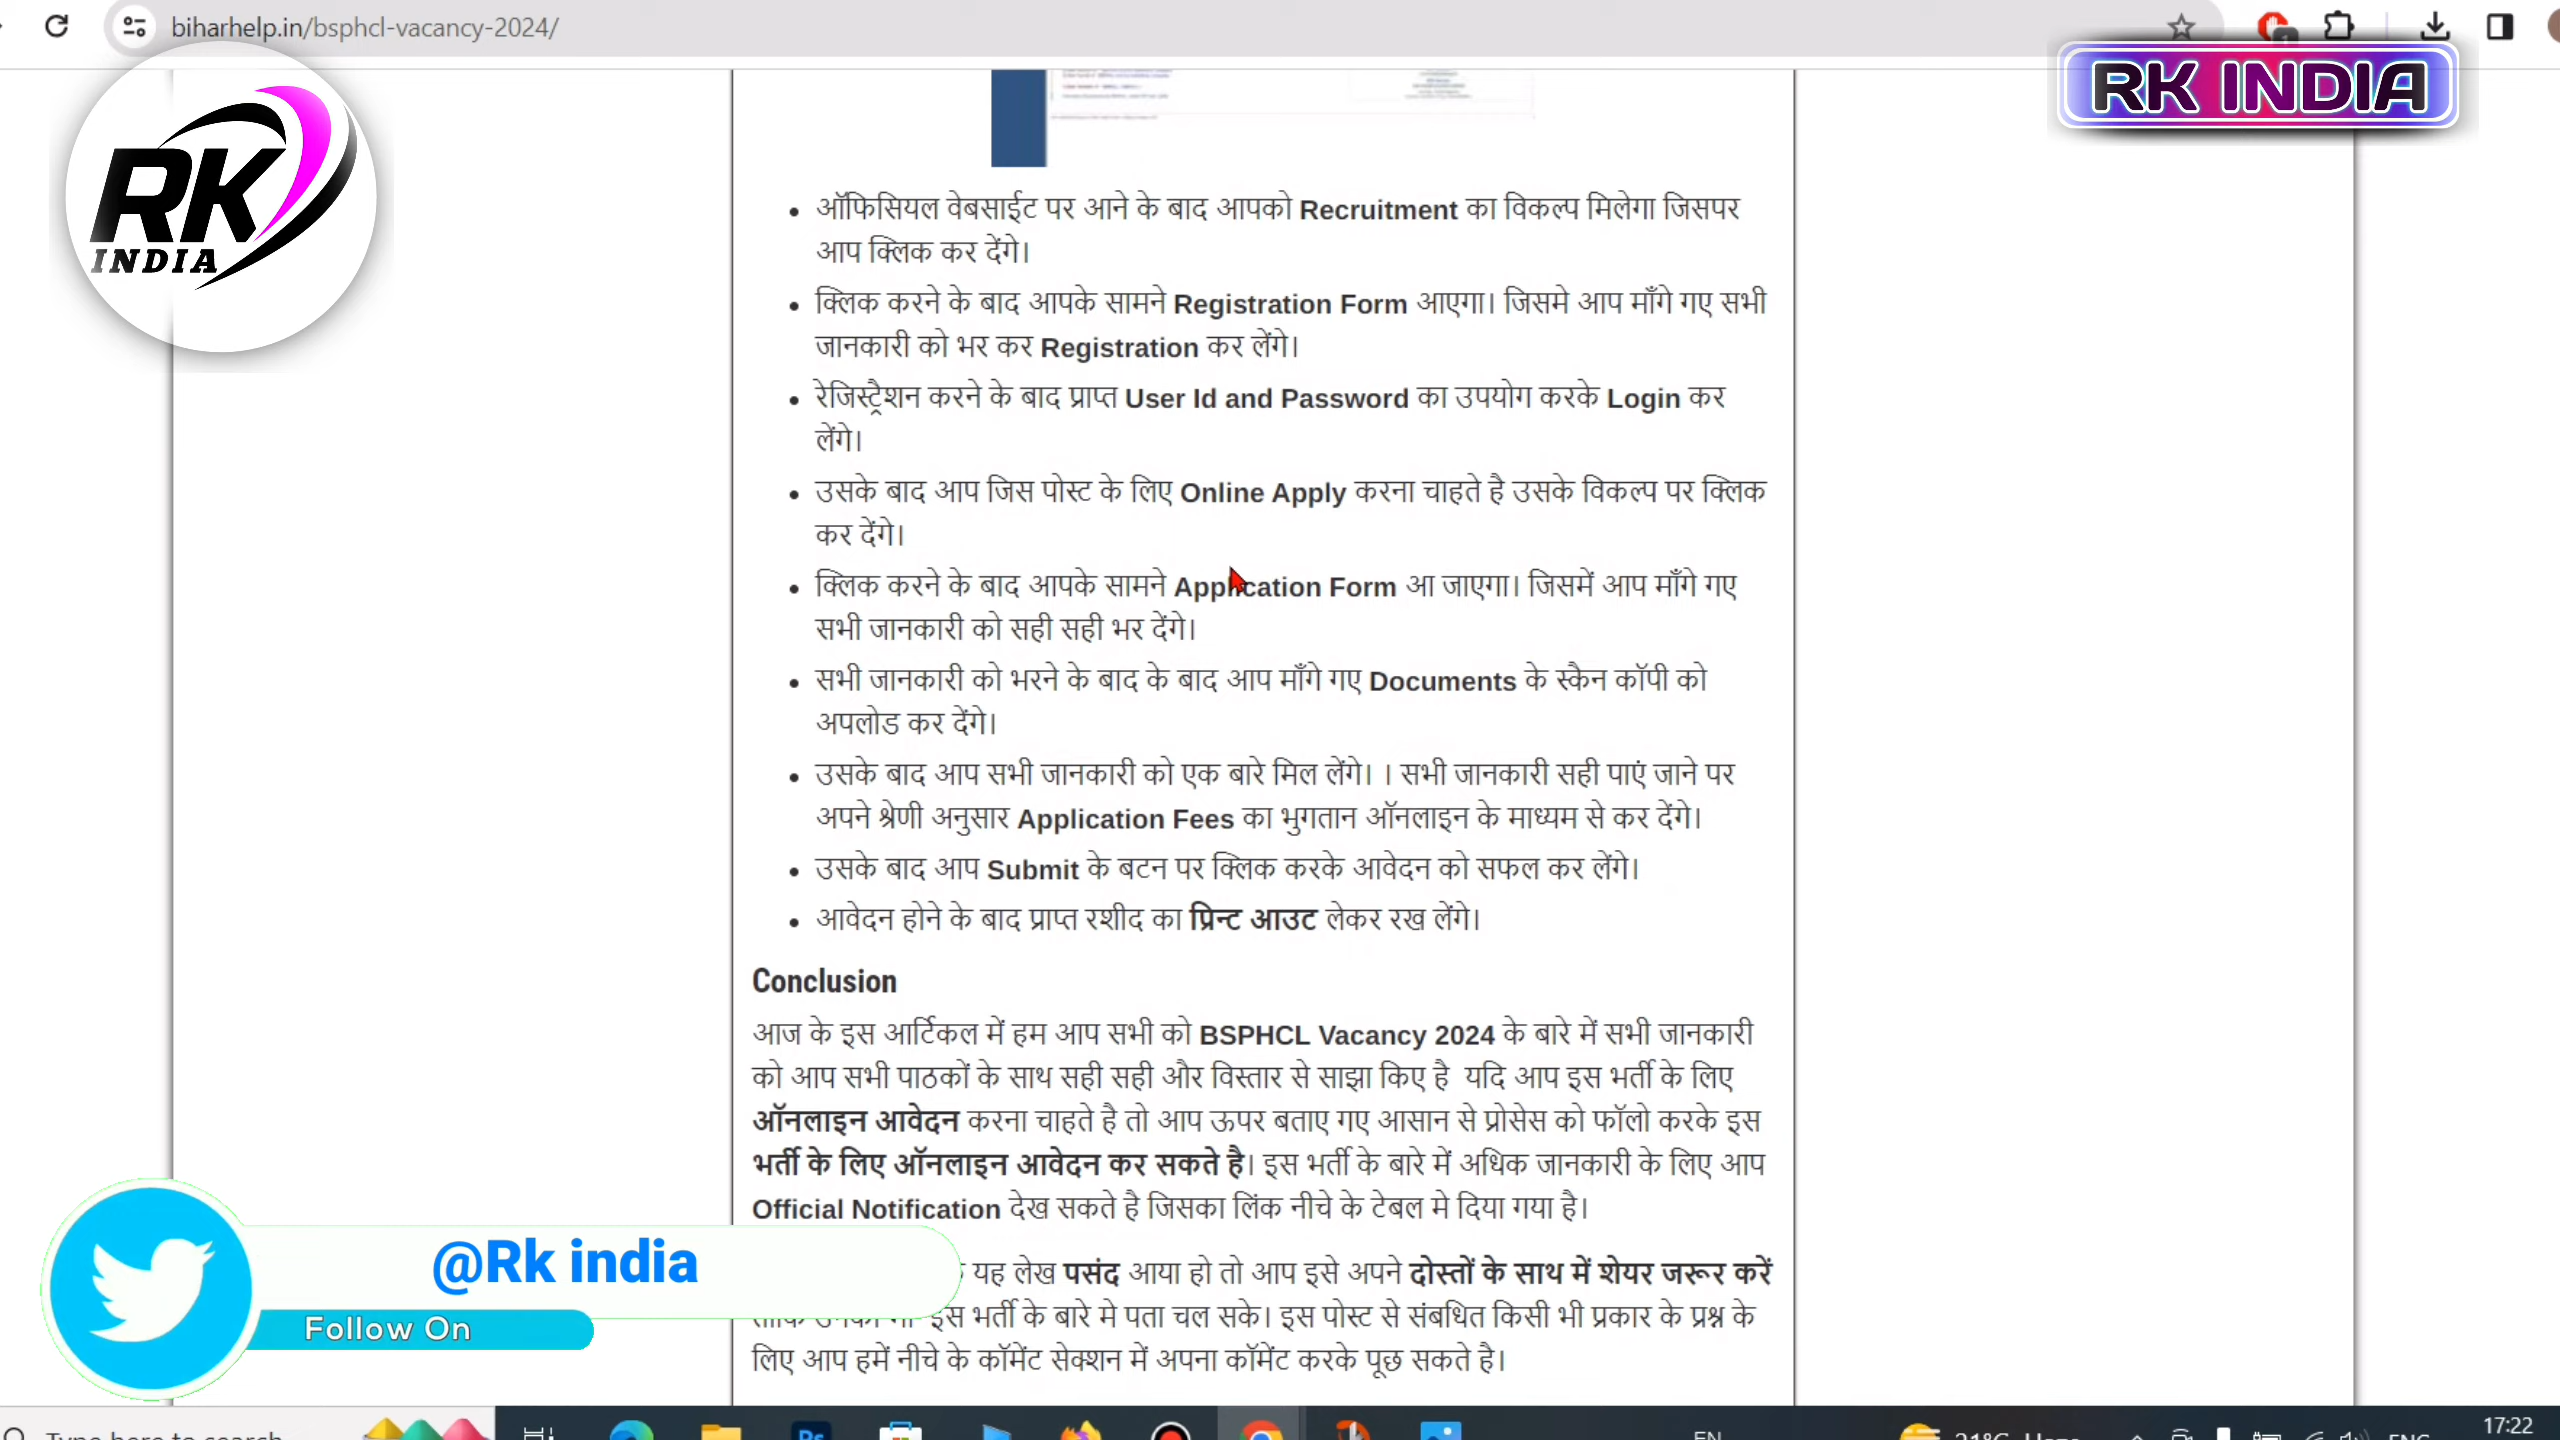 biharhelp.in/bsphcl-vacancy-2024/
RK INDIA
RK
INDIA
• ऑफिसियल वेबसाईट पर आने के बाद आपको Recruitment का विकल्प मिलेगा जिसपर
आप क्लिक कर देंगे।
• क्लिक करने के बाद आपके सामने Registration Form आएगा। जिसमे आप माँगे गए सभी
जानकारी को भर कर Registration कर लेंगे।
• रेजिस्ट्रैशन करने के बाद प्राप्त User Id and Password का उपयोग करके Login कर
लेंगे।
• उसके बाद आप जिस पोस्ट के लिए Online Apply करना चाहते है उसके विकल्प पर क्लिक
कर देंगे।
• क्लिक करने के बाद आपके सामने Application Form आ जाएगा। जिसमें आप माँगे गए
सभी जानकारी को सही सही भर देंगे।
• सभी जानकारी को भरने के बाद के बाद आप माँगे गए Documents के स्कैन कॉपी को
अपलोड कर देंगे।
• उसके बाद आप सभी जानकारी को एक बारे मिल लेंगे। । सभी जानकारी सही पाएं जाने पर
अपने श्रेणी अनुसार Application Fees का भुगतान ऑनलाइन के माध्यम से कर देंगे।
• उसके बाद आप Submit के बटन पर क्लिक करके आवेदन को सफल कर लेंगे।
• आवेदन होने के बाद प्राप्त रशीद का प्रिन्ट आउट लेकर रख लेंगे।
Conclusion
आज के इस आर्टिकल में हम आप सभी को BSPHCL Vacancy 2024 के बारे में सभी जानकारी
को आप सभी पाठकों के साथ सही सही और विस्तार से साझा किए है यदि आप इस भर्ती के लिए
ऑनलाइन आवेदन करना चाहते है तो आप ऊपर बताए गए आसान से प्रोसेस को फॉलो करके इस
भर्ती के लिए ऑनलाइन आवेदन कर सकते है। इस भर्ती के बारे में अधिक जानकारी के लिए आप
Official Notification देख सकते है जिसका लिंक नीचे के टेबल मे दिया गया है।
यह लेख पसंद आया हो तो आप इसे अपने दोस्तों के साथ में शेयर जरूर करें
इस भर्ती के बारे मे पता चल सके। इस पोस्ट से संबधित किसी भी प्रकार के प्रश्न के
लिए आप हमें नीचे के कॉमेंट सेक्शन में अपना कॉमेंट करके पूछ सकते है।
@Rk india
Follow On
Type here to search
Ps
EN
21°C Haze
ENG
17:22